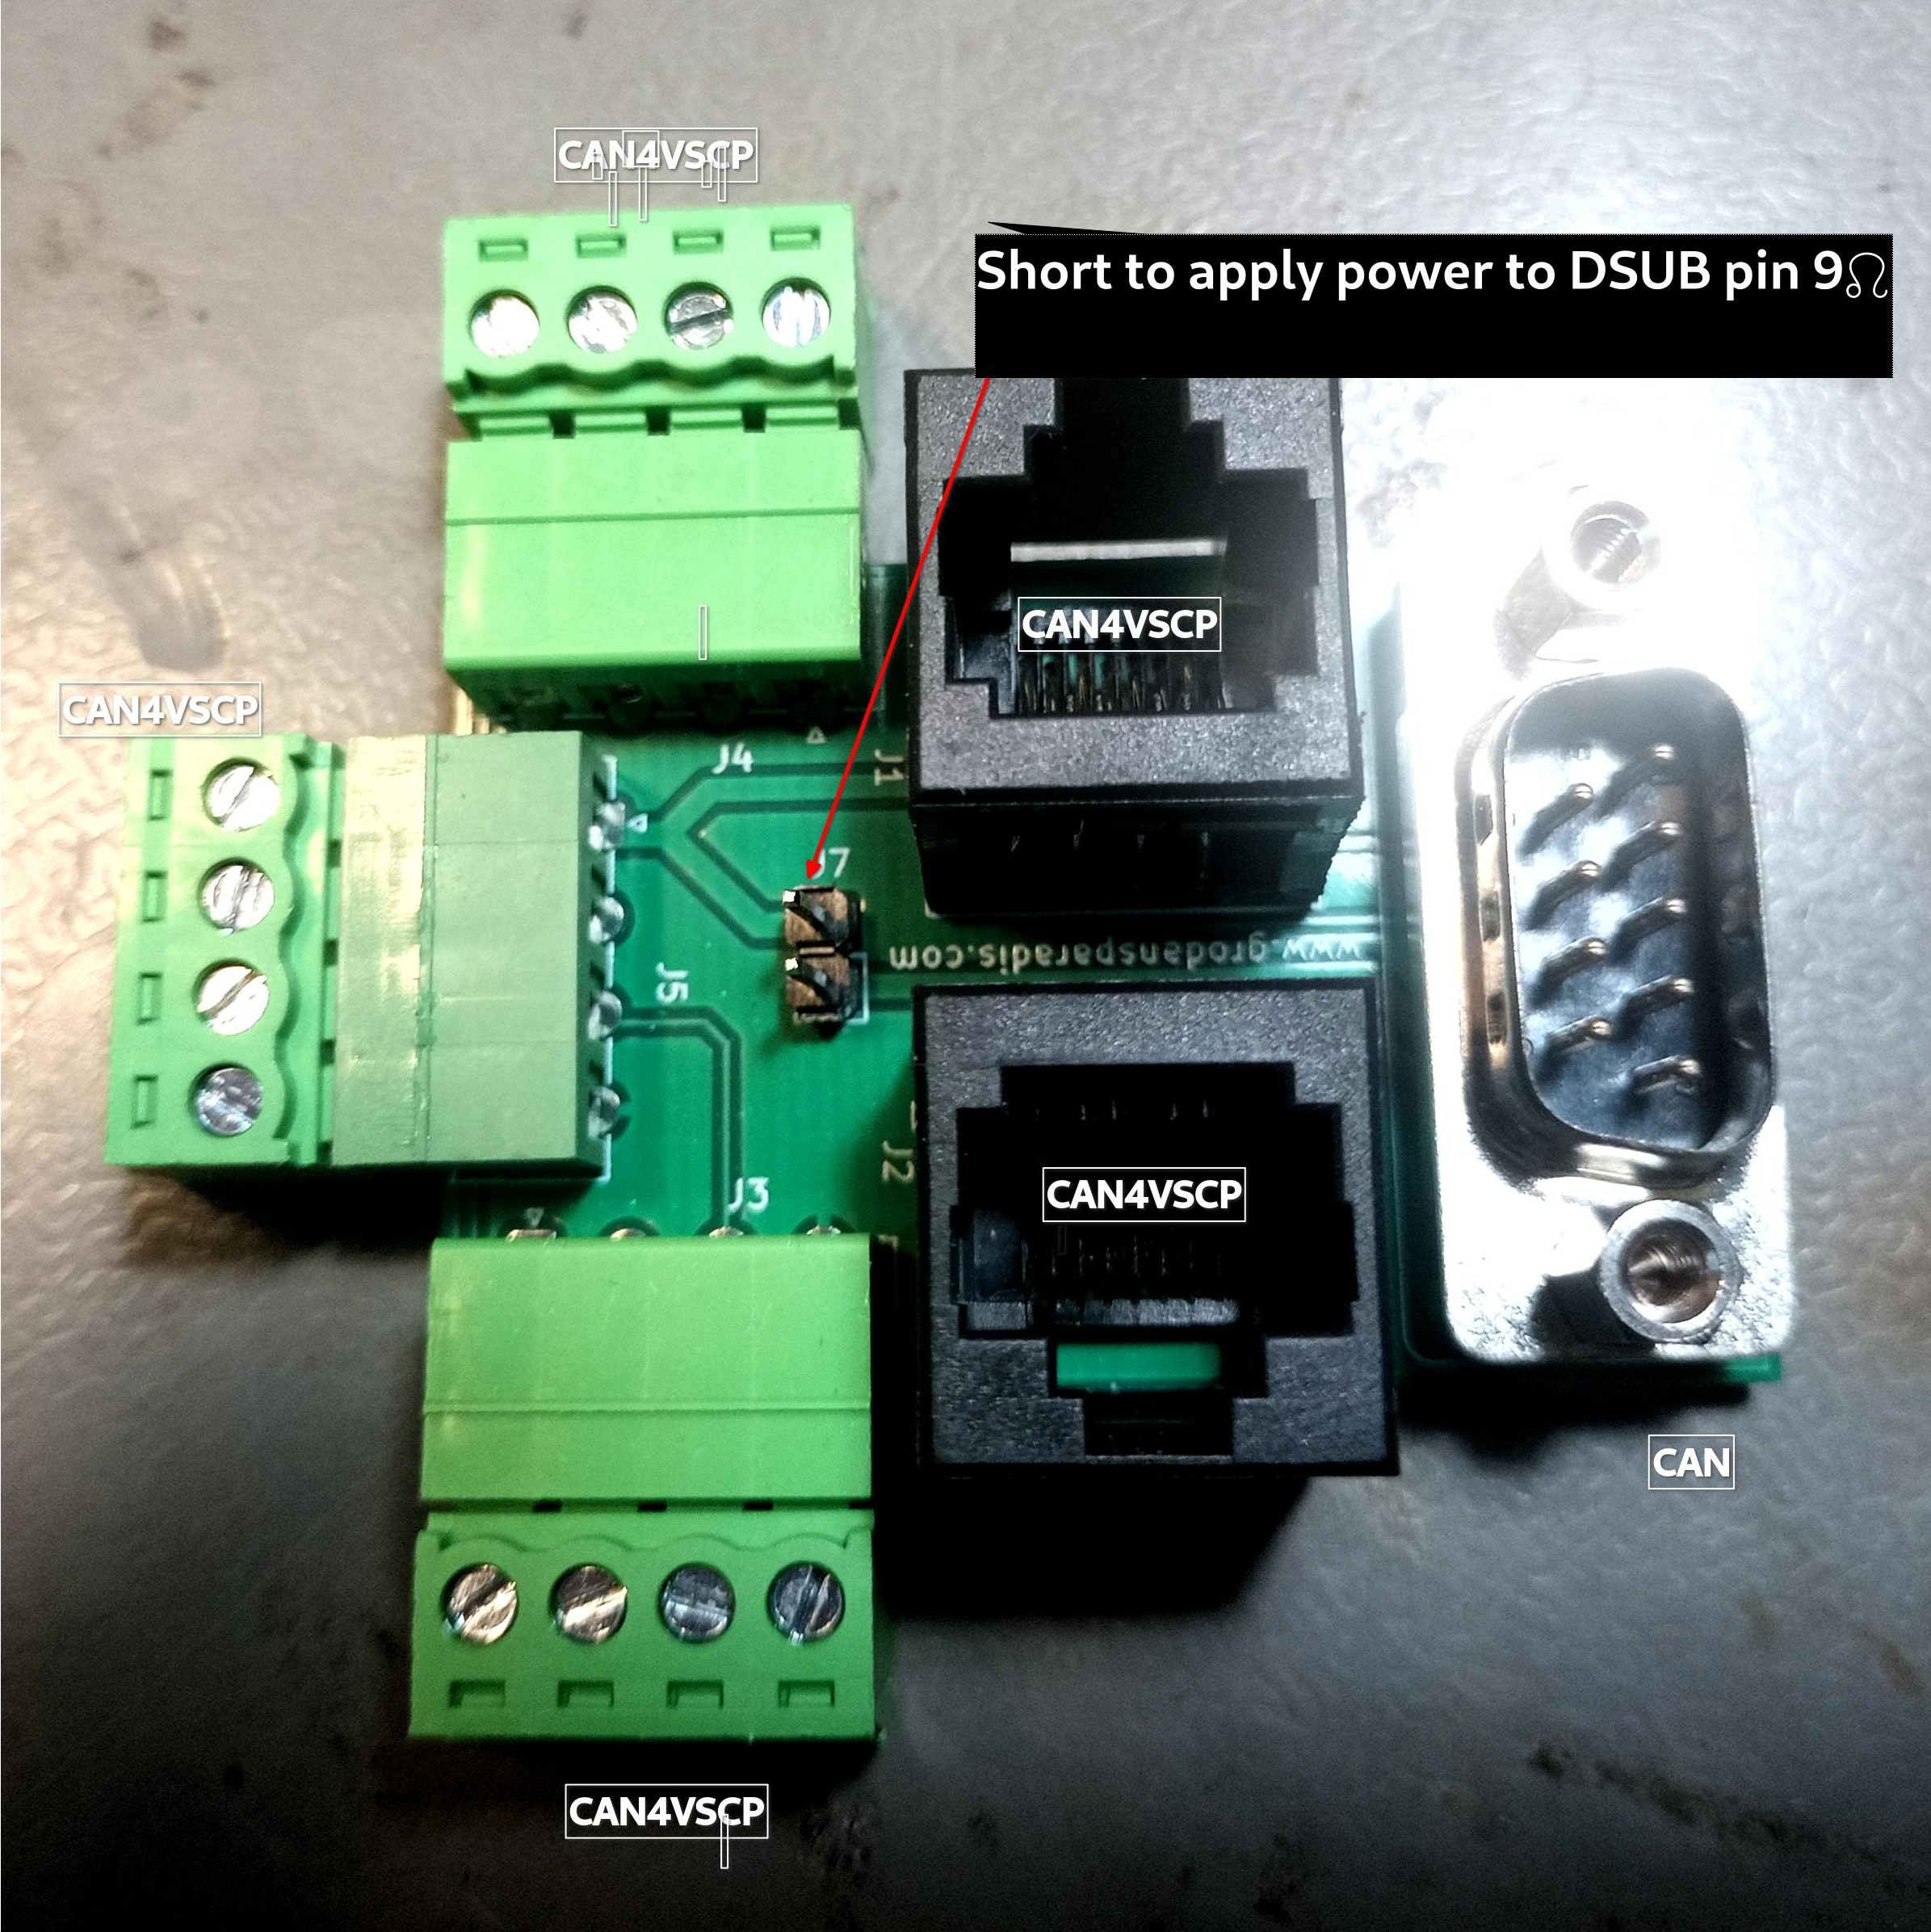 CAN4VSCP
Short to apply power to DSUB pin 9☊
CAN4VSCP
CAN4VSCP
J4
J1
J7
www.grodensparadis.com
J5
J2
CAN4VSCP
J3
CAN
CAN4VSCP